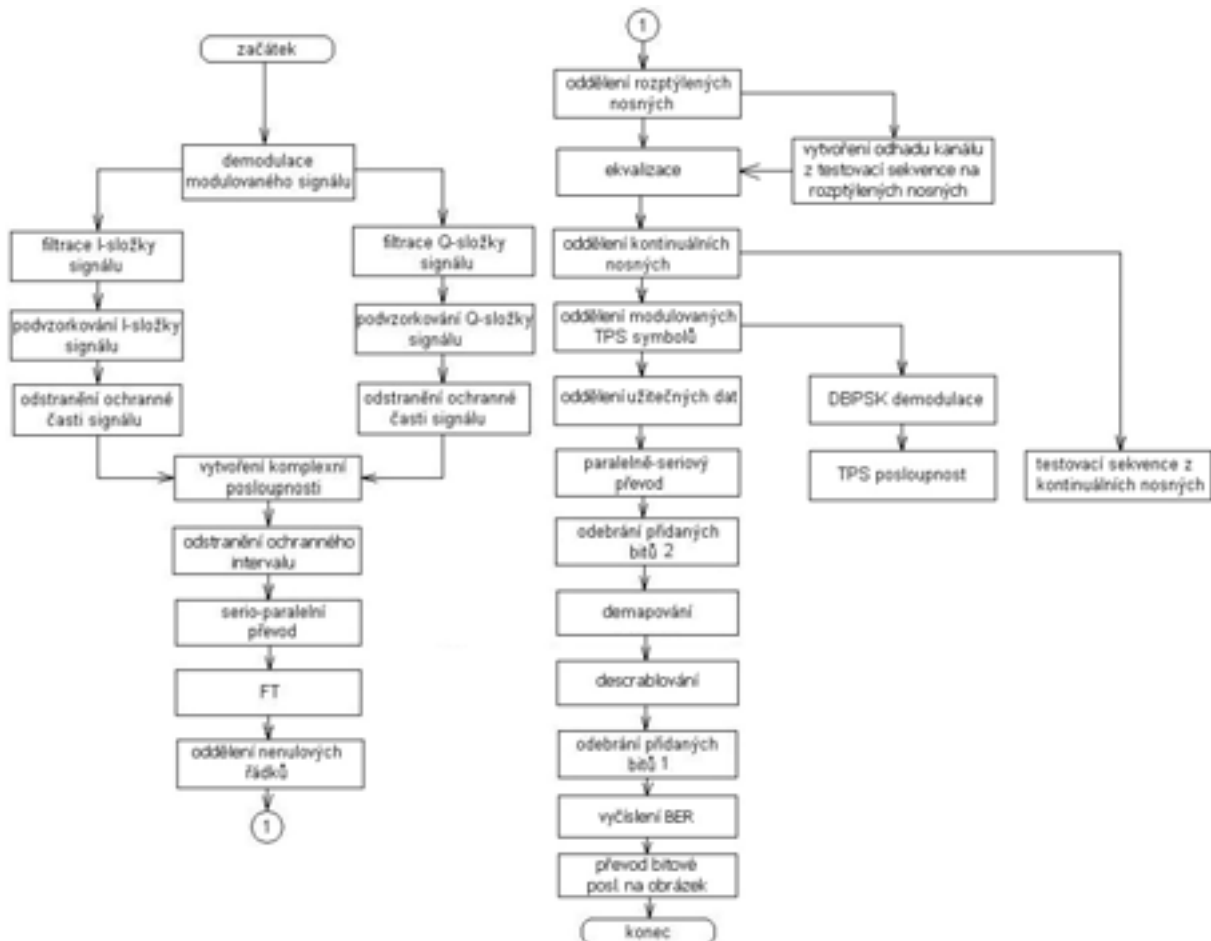 začátek
demodulace
modulovaného signálu
filtrace I-složky
signálu
filtrace Q-složky
signálu
podvzorkování I-složky
signálu
podvzorkování Q-složky
signálu
odstranění ochranné
časti signálu
odstranění ochranné
časti signálu
vytvoření komplexní
posloupnosti
odstranění ochranného
intervalu
serio-paralelní
převod
FT
oddělení nenulových
řádků
1
1
oddělení rozptýlených
nosných
vytvoření odhadu kanálu
z testovací sekvence na
rozptýlených nosných
ekvalizace
oddělení kontinuálních
nosných
oddělení modulovaných
TPS symbolů
DBPSK demodulace
TPS posloupnost
testovací sekvence z
kontinuálních nosných
oddělení užitečných dat
paralelně-seriový
převod
odebrání přidaných
bitů 2
demapování
descrablování
odebrání přidaných
bitů 1
vyčíslení BER
převod bitové
posl. na obrázek
konec